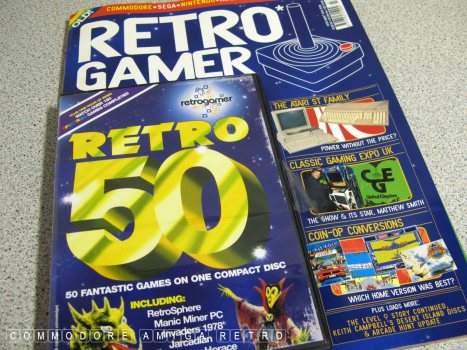 OLD!
COMMODORE • SEGA • NINTENDO
RETRO*
GAMER
THE ATARI ST FAMILY
POWER WITHOUT THE PRICE?
CLASSIC GAMING EXPO UK
CGE
United Kingdom
THE SHOW & ITS STAR, MATTHEW SMITH
COIN-OP CONVERSIONS
WHICH HOME VERSION WAS BEST?
PLUS LOADS MORE:
THE LEVEL 9 STORY CONTINUED,
KEITH CAMPBELL'S DESERT ISLAND DISCS
& ARCADE HUNT UPDATE
retrogamer
RETRO
50
50 FANTASTIC GAMES ON ONE COMPACT DISC
INCLUDING:
RetroSphere
Manic Miner PC
Invaders 1978
Jarcadian
Horace
COMMODORE AMIGA RETRO